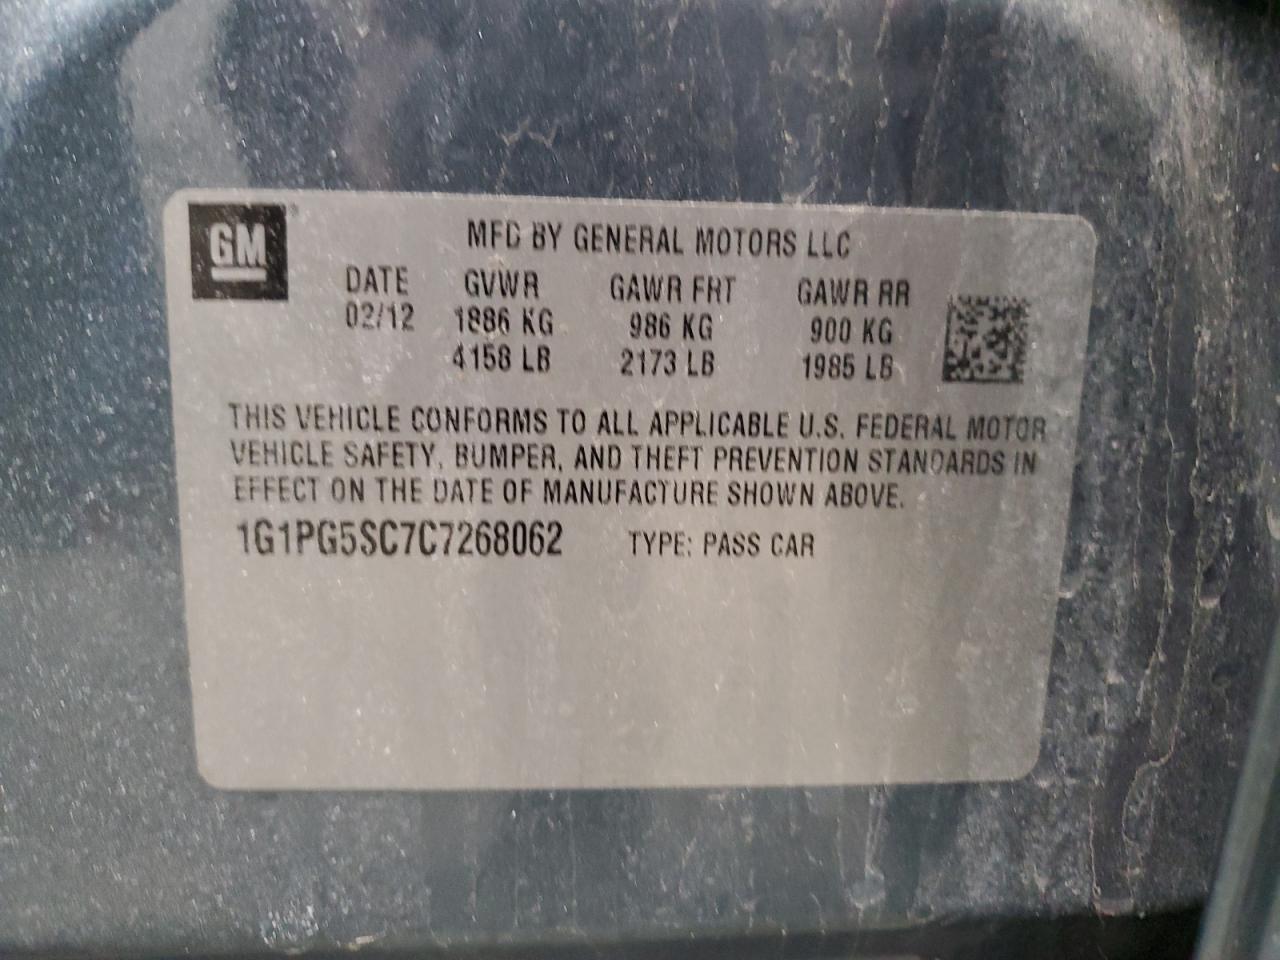 GM
MFD BY GENERAL MOTORS LLC
DATE GVWR GAWR FRT GAWR RR
02/12 1886 KG 986 KG 900 KG
4158 LB 2173 LB 1985 LB
THIS VEHICLE CONFORMS TO ALL APPLICABLE U.S. FEDERAL MOTOR
VEHICLE SAFETY, BUMPER, AND THEFT PREVENTION STANDARDS IN
EFFECT ON THE DATE OF MANUFACTURE SHOWN ABOVE.
1G1PG5SC7C7268062 TYPE: PASS CAR